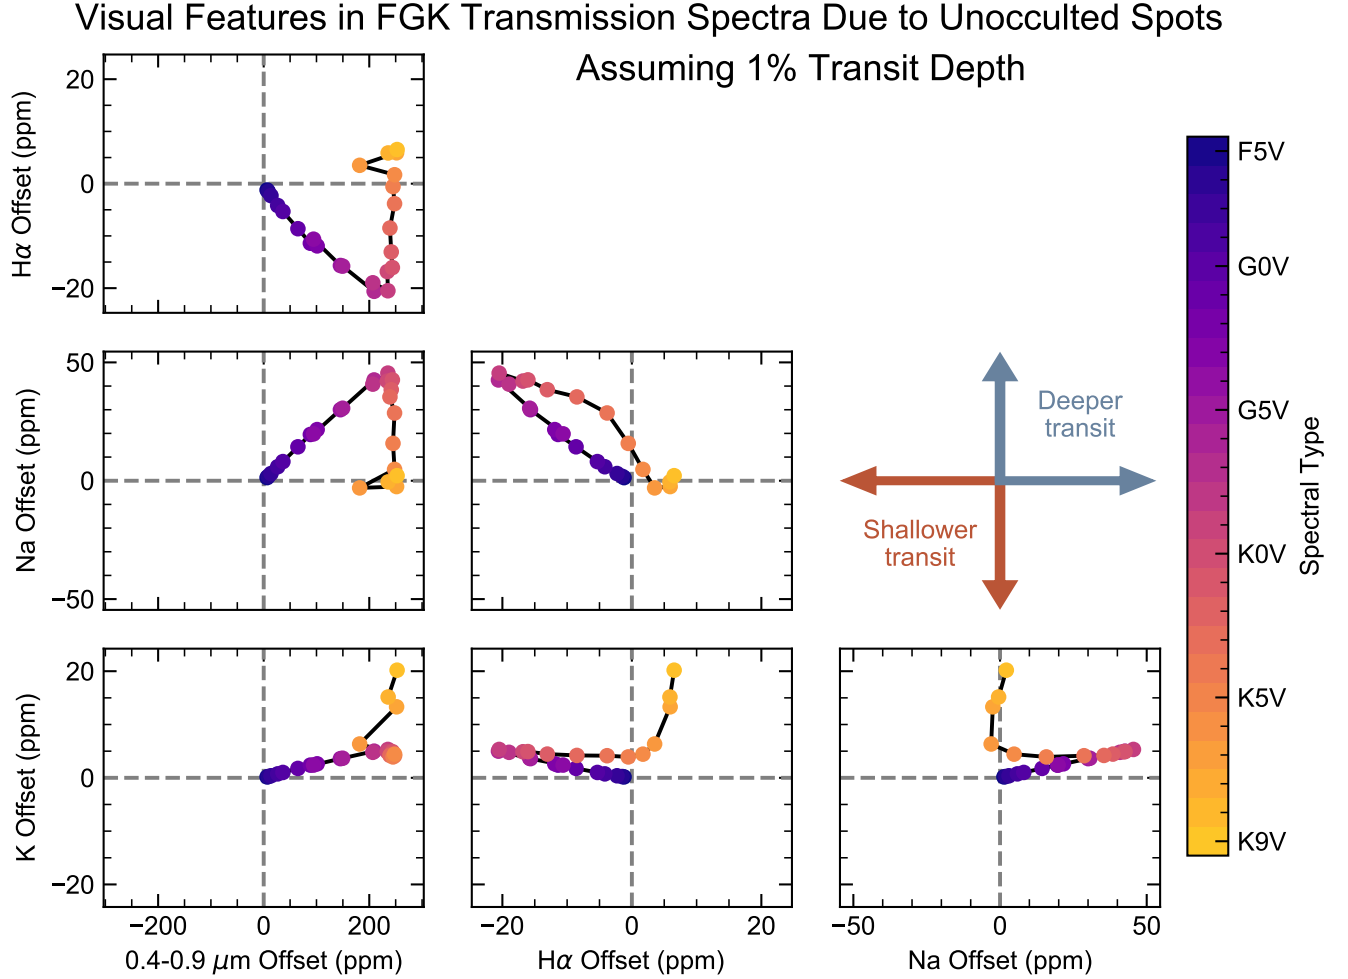 Visual Features in FGK Transmission Spectra Due to Unocculted Spots
Assuming 1% Transit Depth
Hα Offset (ppm)
20
0
−20
Na Offset (ppm)
50
0
−50
K Offset (ppm)
20
0
−20
−200
0
200
0.4-0.9 μm Offset (ppm)
−20
0
20
Hα Offset (ppm)
−50
0
50
Na Offset (ppm)
Deeper
transit
Shallower
transit
F5V
G0V
G5V
K0V
K5V
K9V
Spectral Type